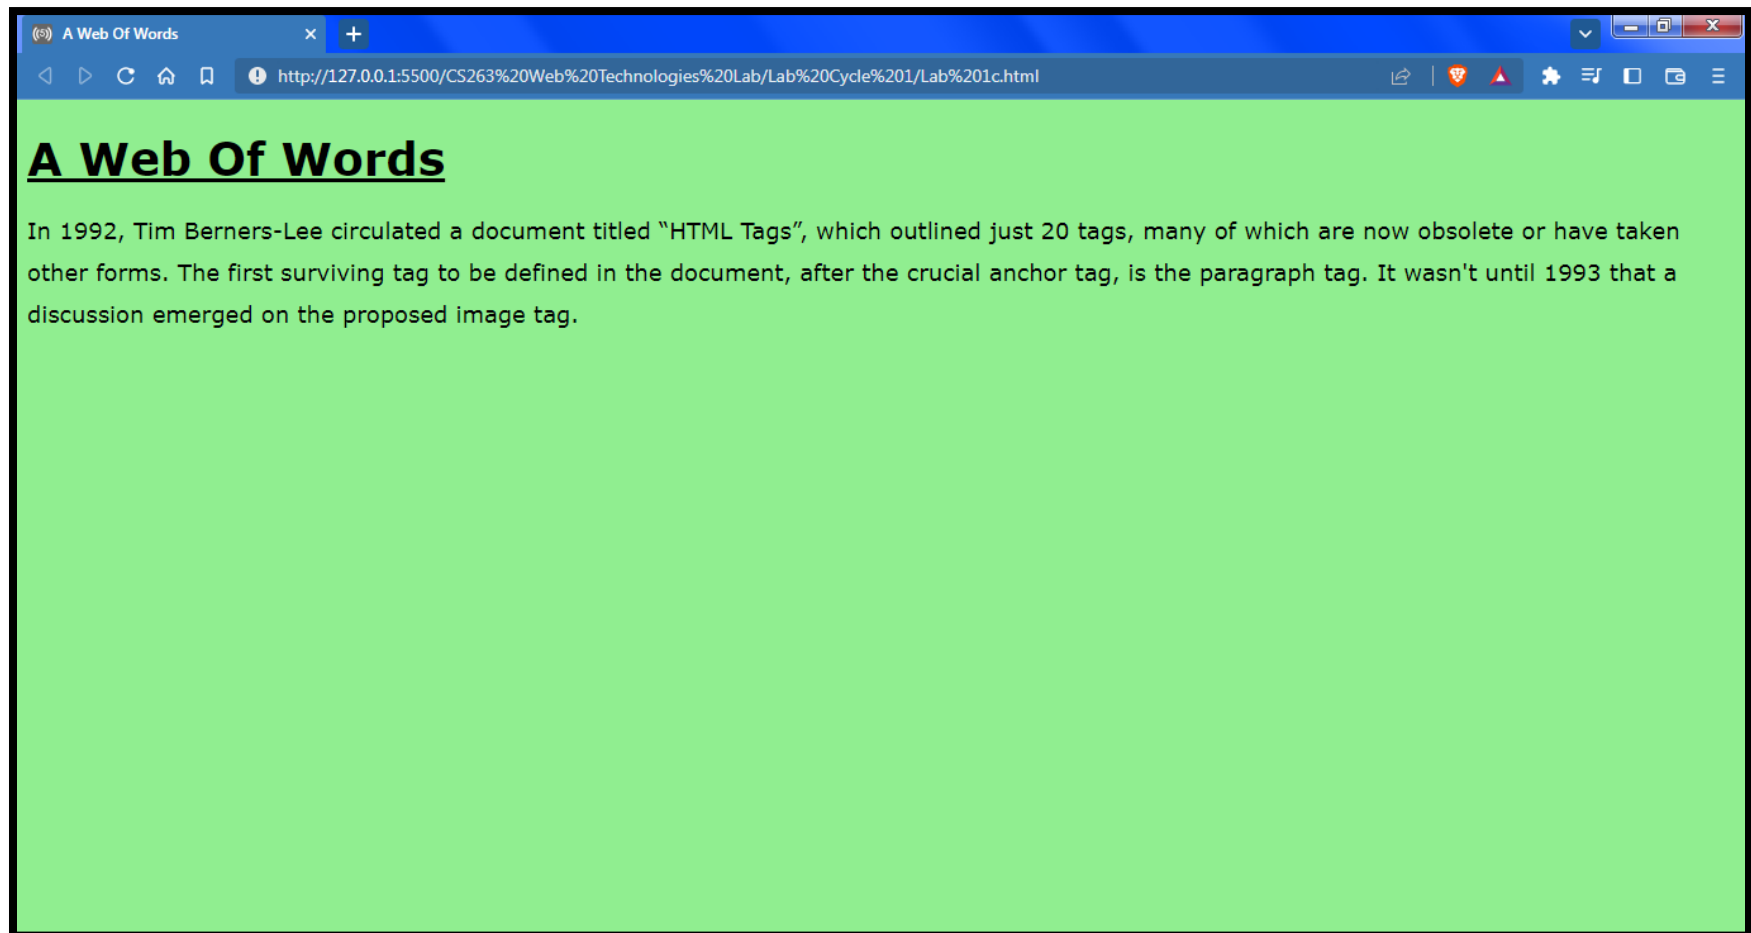 A Web Of Words
http://127.0.0.1:5500/CS263%20Web%20Technologies%20Lab/Lab%20Cycle%201/Lab%201c.html
A Web Of Words
In 1992, Tim Berners-Lee circulated a document titled “HTML Tags”, which outlined just 20 tags, many of which are now obsolete or have taken
other forms. The first surviving tag to be defined in the document, after the crucial anchor tag, is the paragraph tag. It wasn't until 1993 that a
discussion emerged on the proposed image tag.